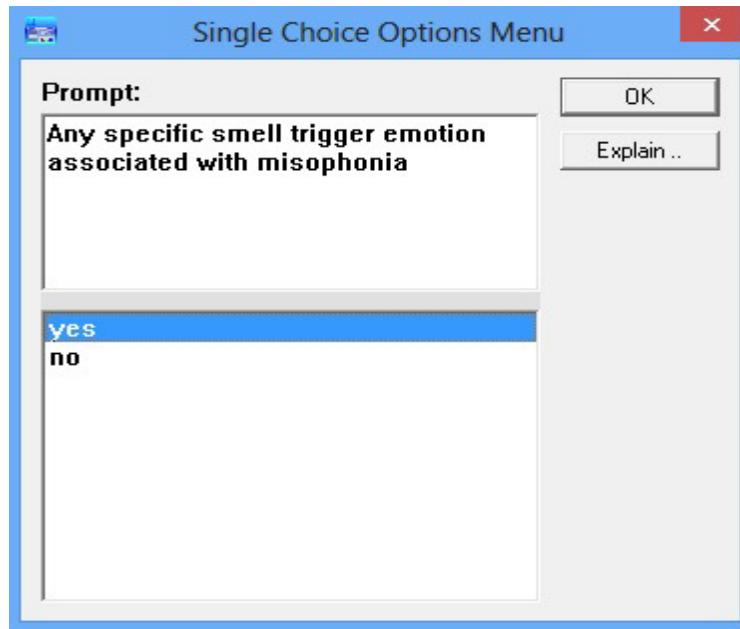 Single Choice Options Menu
Prompt:
OK
Any specific smell trigger emotion
associated with misophonia
Explain ..
yes
no